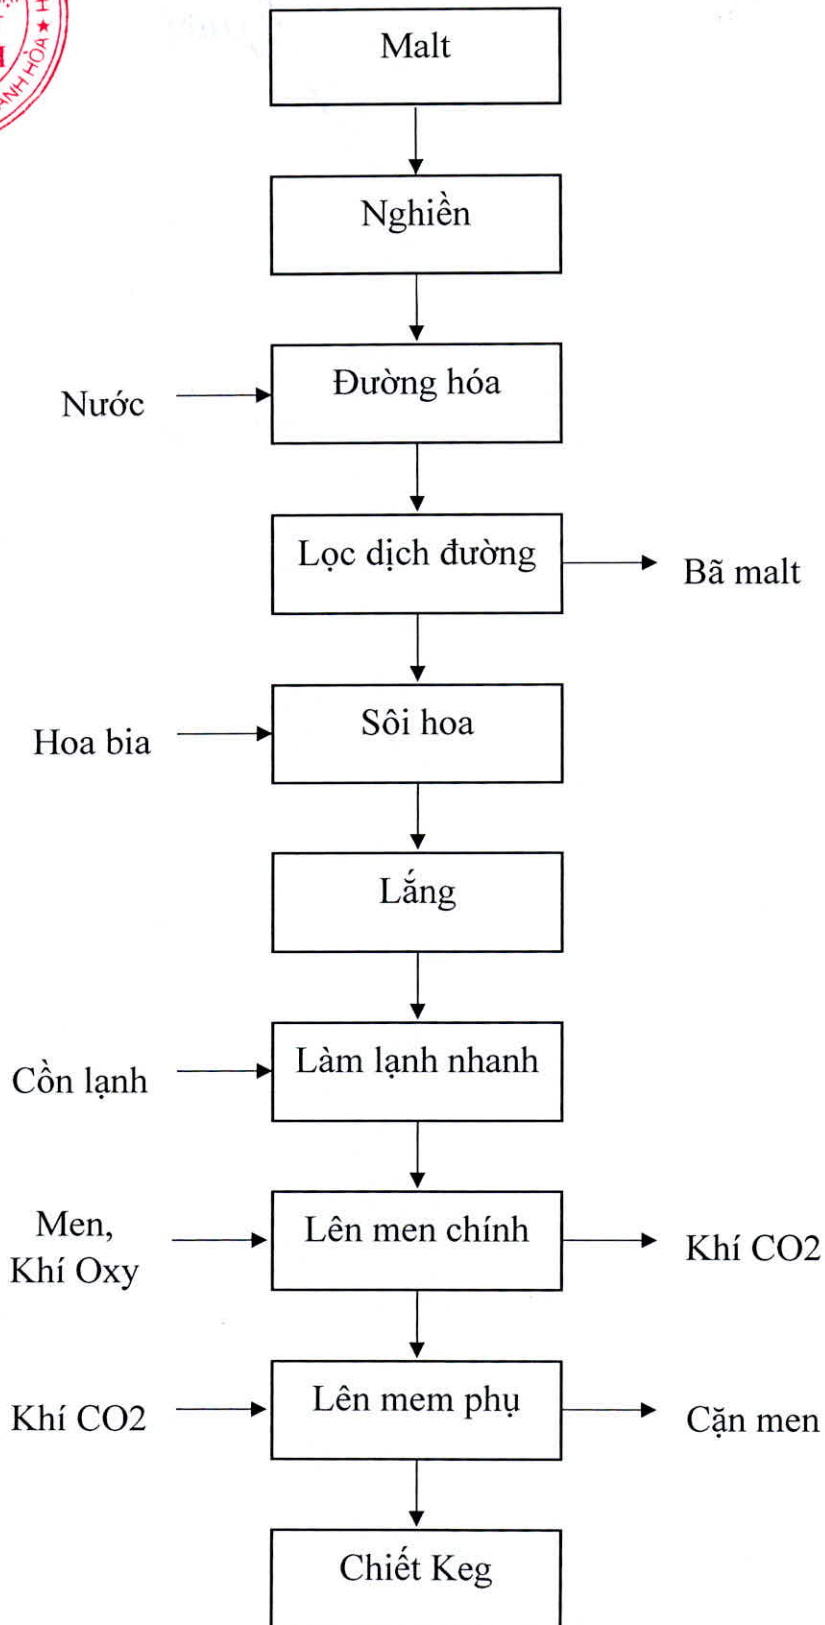 Malt
Nghiền
Đường hóa
Nước
Lọc dịch đường
Bã malt
Sôi hoa
Hoa bia
Lắng
Làm lạnh nhanh
Cồn lạnh
Lên men chính
Men,
Khí Oxy
Khí CO2
Lên mem phụ
Khí CO2
Cặn men
Chiết Keg